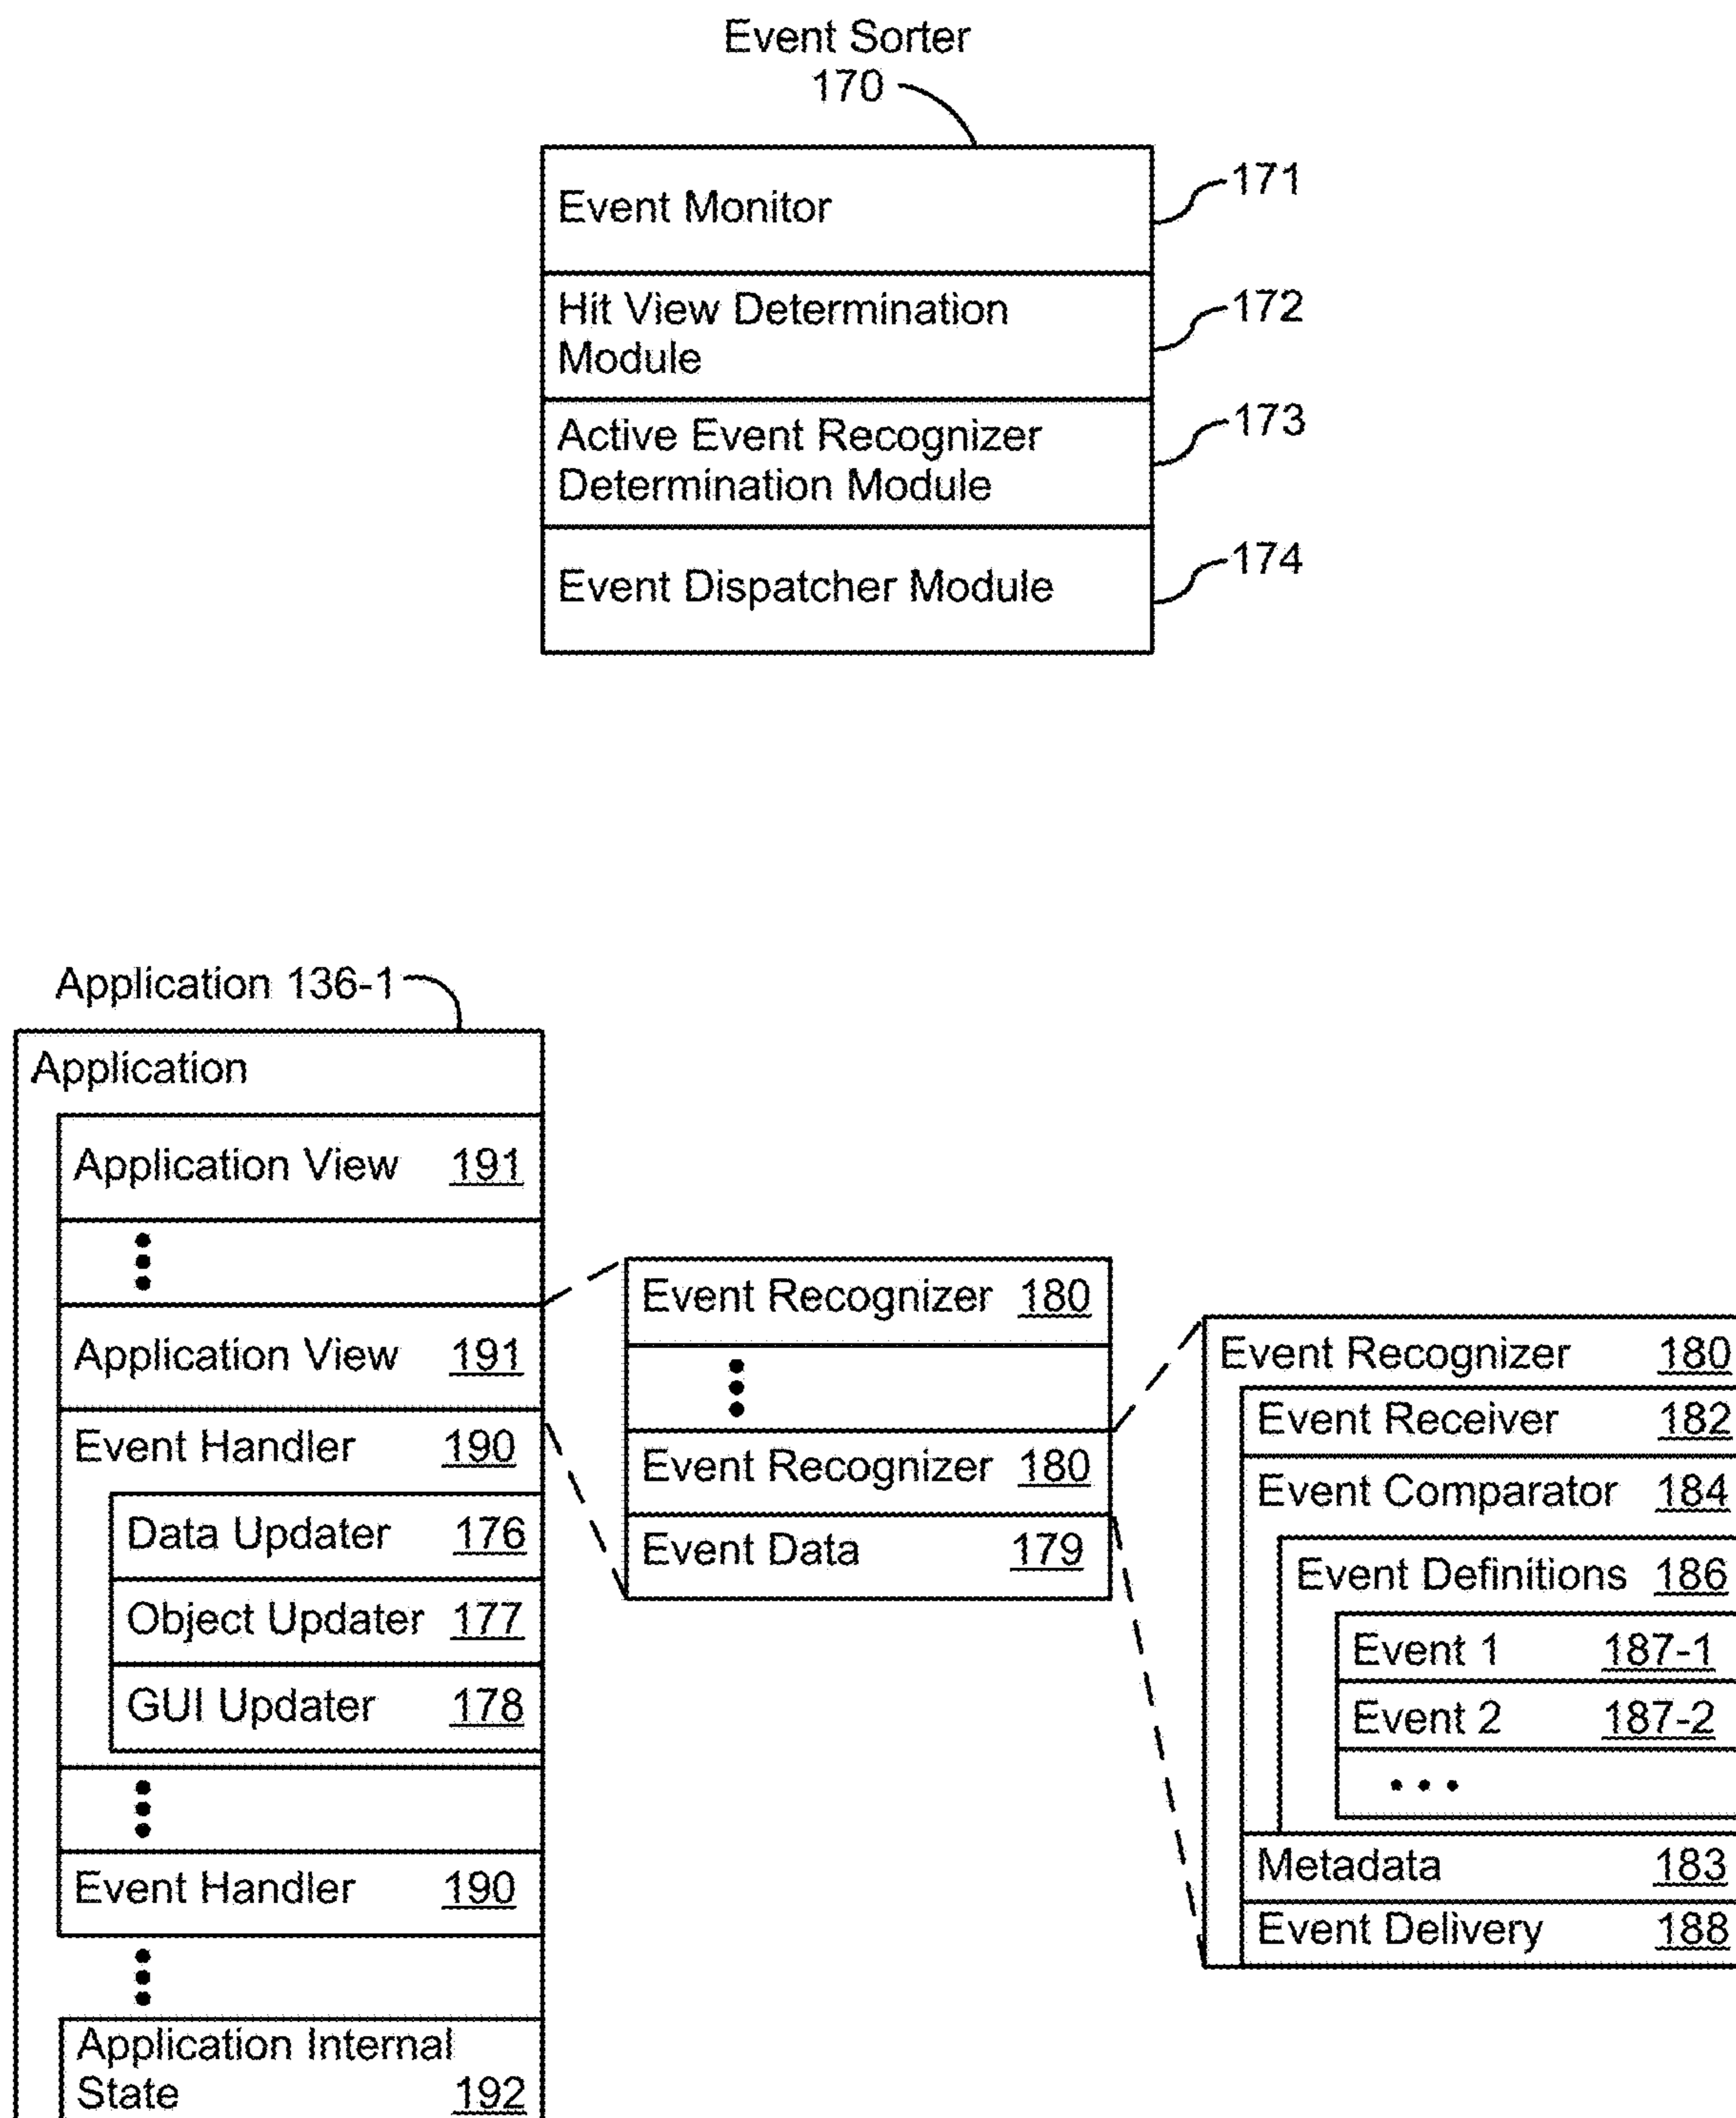 Event Sorter
170
Event Monitor
171
Hit View Determination
Module
172
Active Event Recognizer
Determination Module
173
Event Dispatcher Module
174
Application 136-1
Application
Application View 191
Application View 191
Event Handler 190
Data Updater 176
Object Updater 177
GUI Updater 178
Event Handler 190
Application Internal
State 192
Event Recognizer 180
Event Recognizer 180
Event Data 179
Event Recognizer 180
Event Receiver 182
Event Comparator 184
Event Definitions 186
Event 1 187-1
Event 2 187-2
Metadata 183
Event Delivery 188